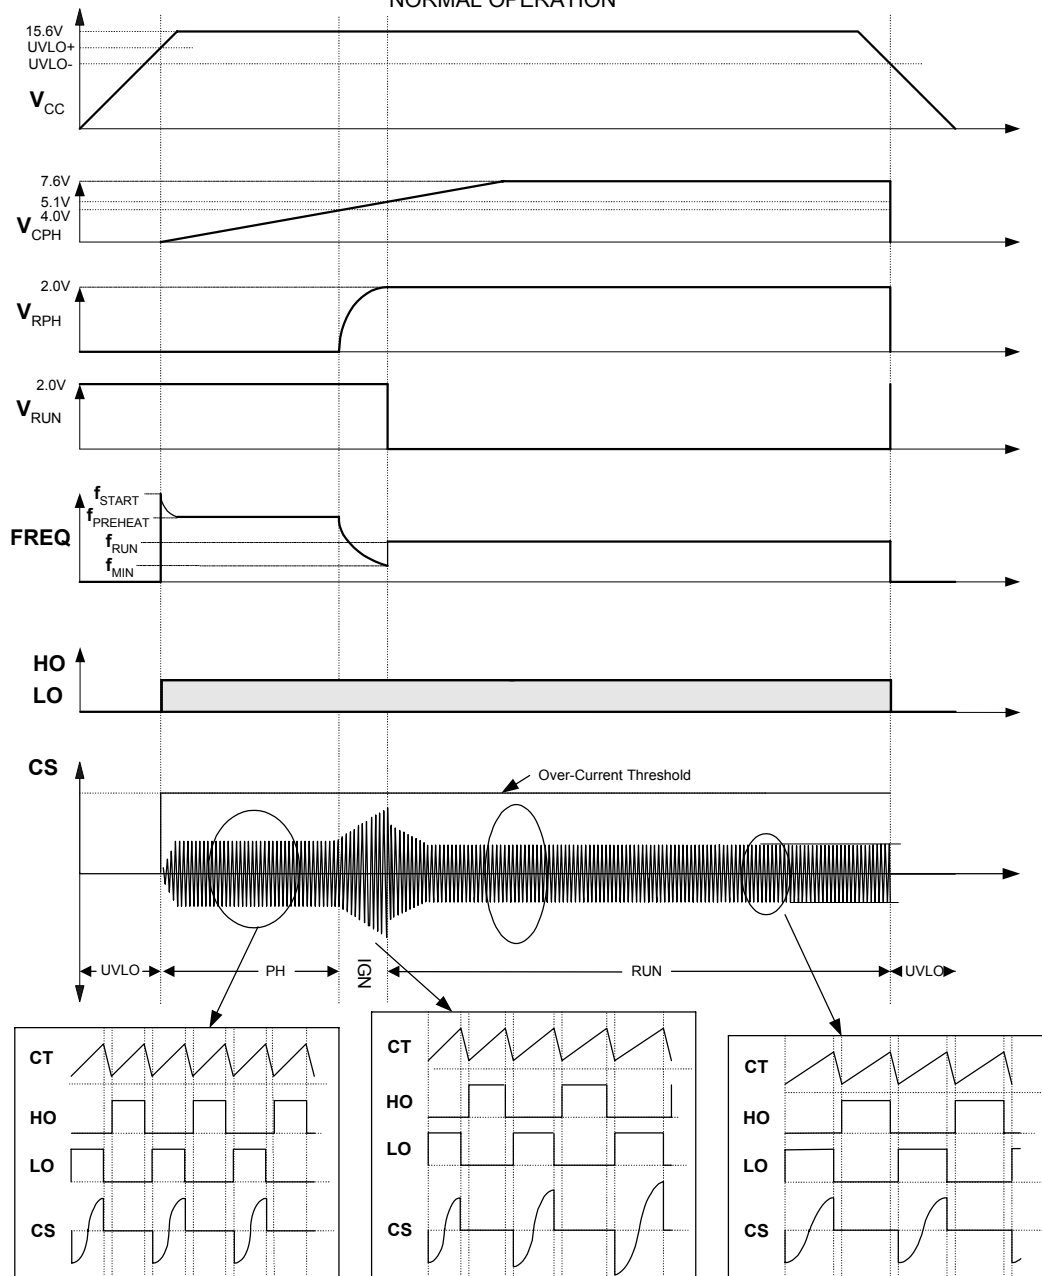 NORMAL OPERATION
15.6V
UVLO+
UVLO-
VCC
7.6V
5.1V
4.0V
VCPH
2.0V
VRPH
2.0V
VRUN
fSTART
fPREHEAT
FREQ
fRUN
fMIN
HO
LO
CS
Over-Current Threshold
UVLO
PH
IGN
RUN
UVLO
CT
HO
LO
CS
CT
HO
LO
CS
CT
HO
LO
CS